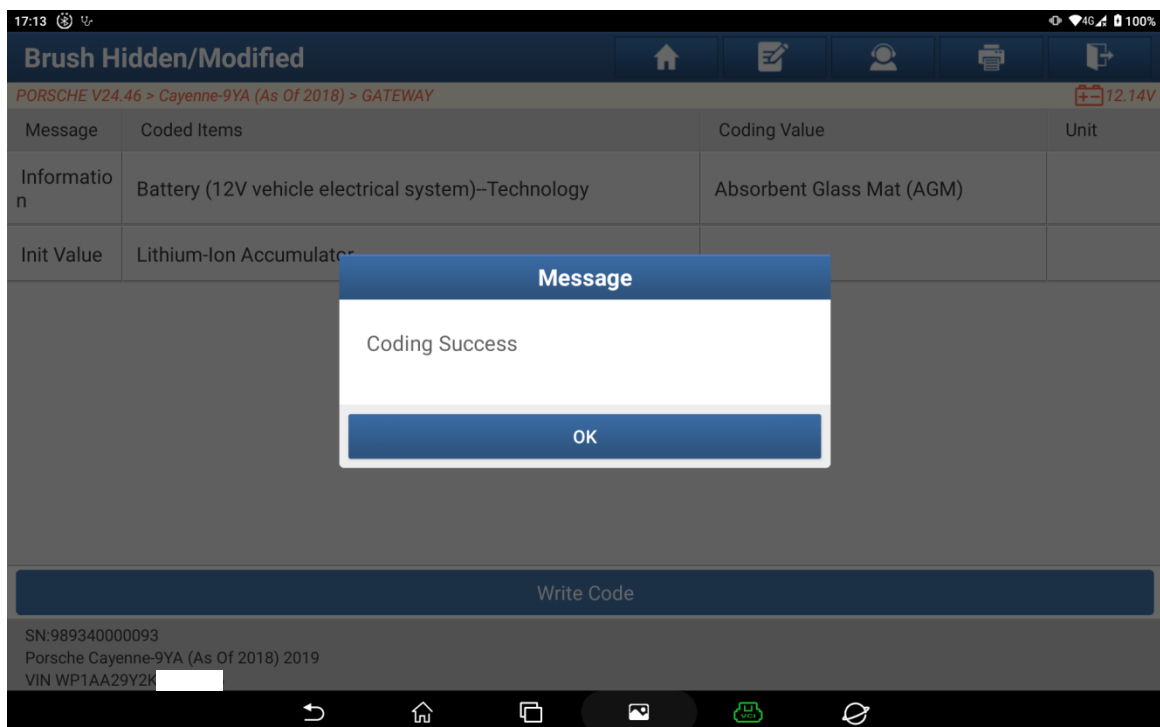 17:13
4G 100%
Brush Hidden/Modified
PORSCHE V24.46 > Cayenne-9YA (As Of 2018) > GATEWAY
12.14V
Message Coded Items Coding Value Unit
Informatio
n
Battery (12V vehicle electrical system)--Technology Absorbent Glass Mat (AGM)
Init Value Lithium-Ion Accumulator
Message
Coding Success
OK
Write Code
SN:989340000093
Porsche Cayenne-9YA (As Of 2018) 2019
VIN WP1AA29Y2K
VCI